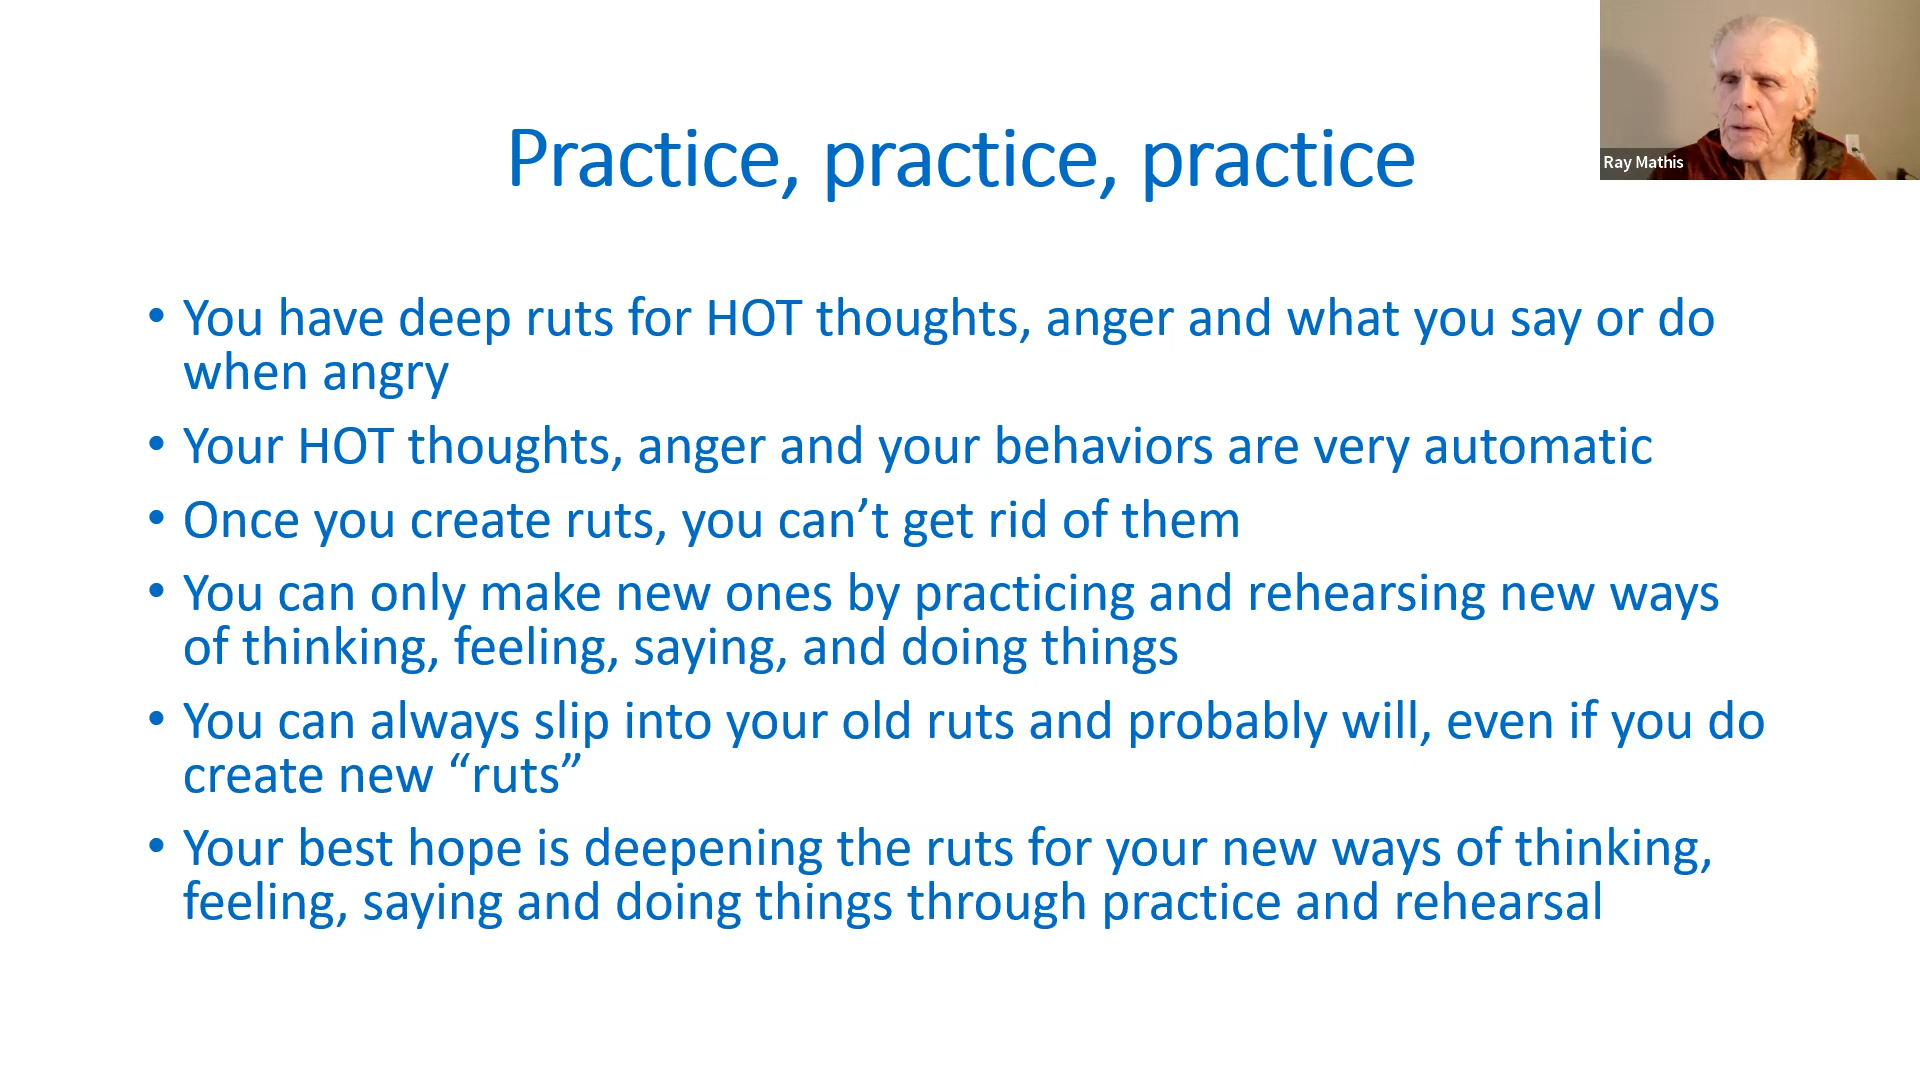 Practice, practice, practice
Ray Mathis
• You have deep ruts for HOT thoughts, anger and what you say or do
when angry
• Your HOT thoughts, anger and your behaviors are very automatic
• Once you create ruts, you can’t get rid of them
• You can only make new ones by practicing and rehearsing new ways
of thinking, feeling, saying, and doing things
• You can always slip into your old ruts and probably will, even if you do
create new “ruts”
• Your best hope is deepening the ruts for your new ways of thinking,
feeling, saying and doing things through practice and rehearsal